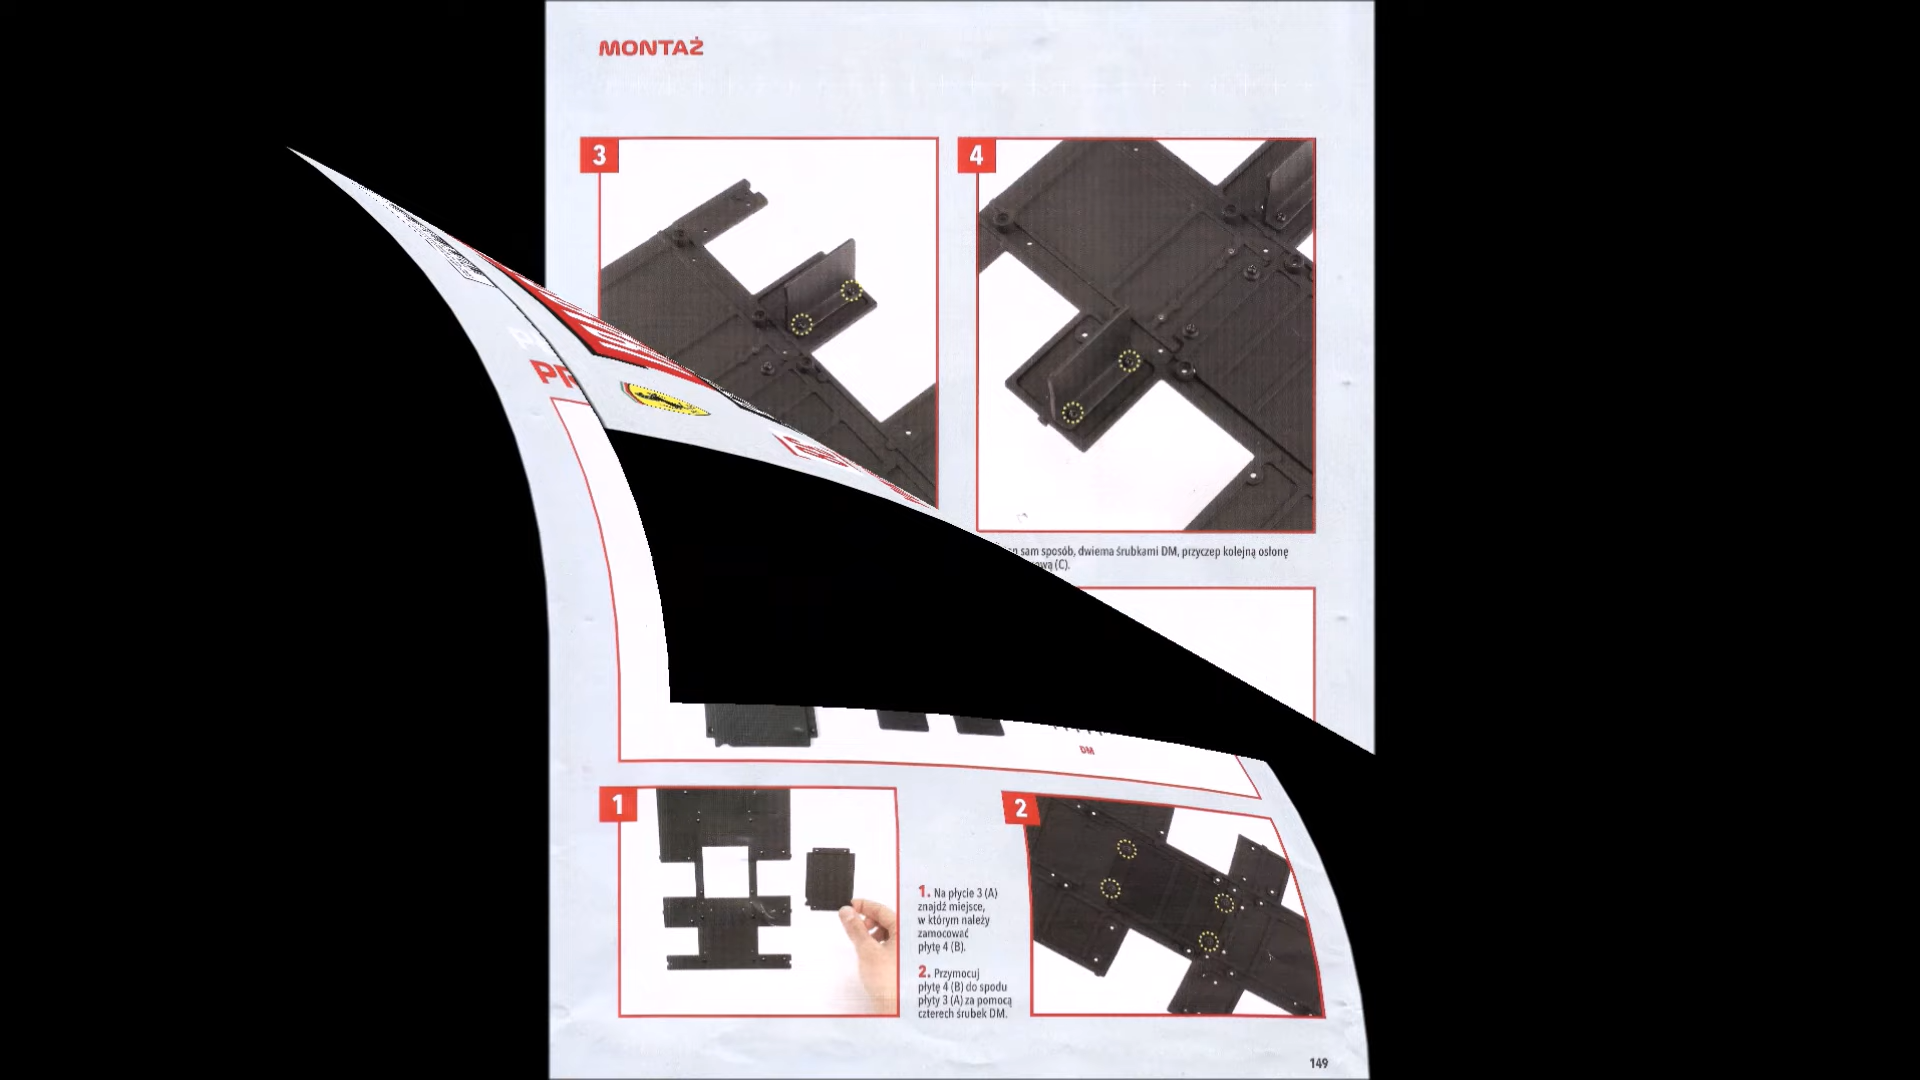 MONTAŻ
3
4
sam sposób, dwiema śrubkami DM, przyczep kolejną osłonę
(C).
DM
1
2
1. Na płycie 3 (A)
znajdź miejsce,
w którym należy
zamocować
płytę 4 (B).
2. Przymocuj
płytę 4 (B) do spodu
płyty 3 (A) za pomocą
czterech śrubek DM.
149